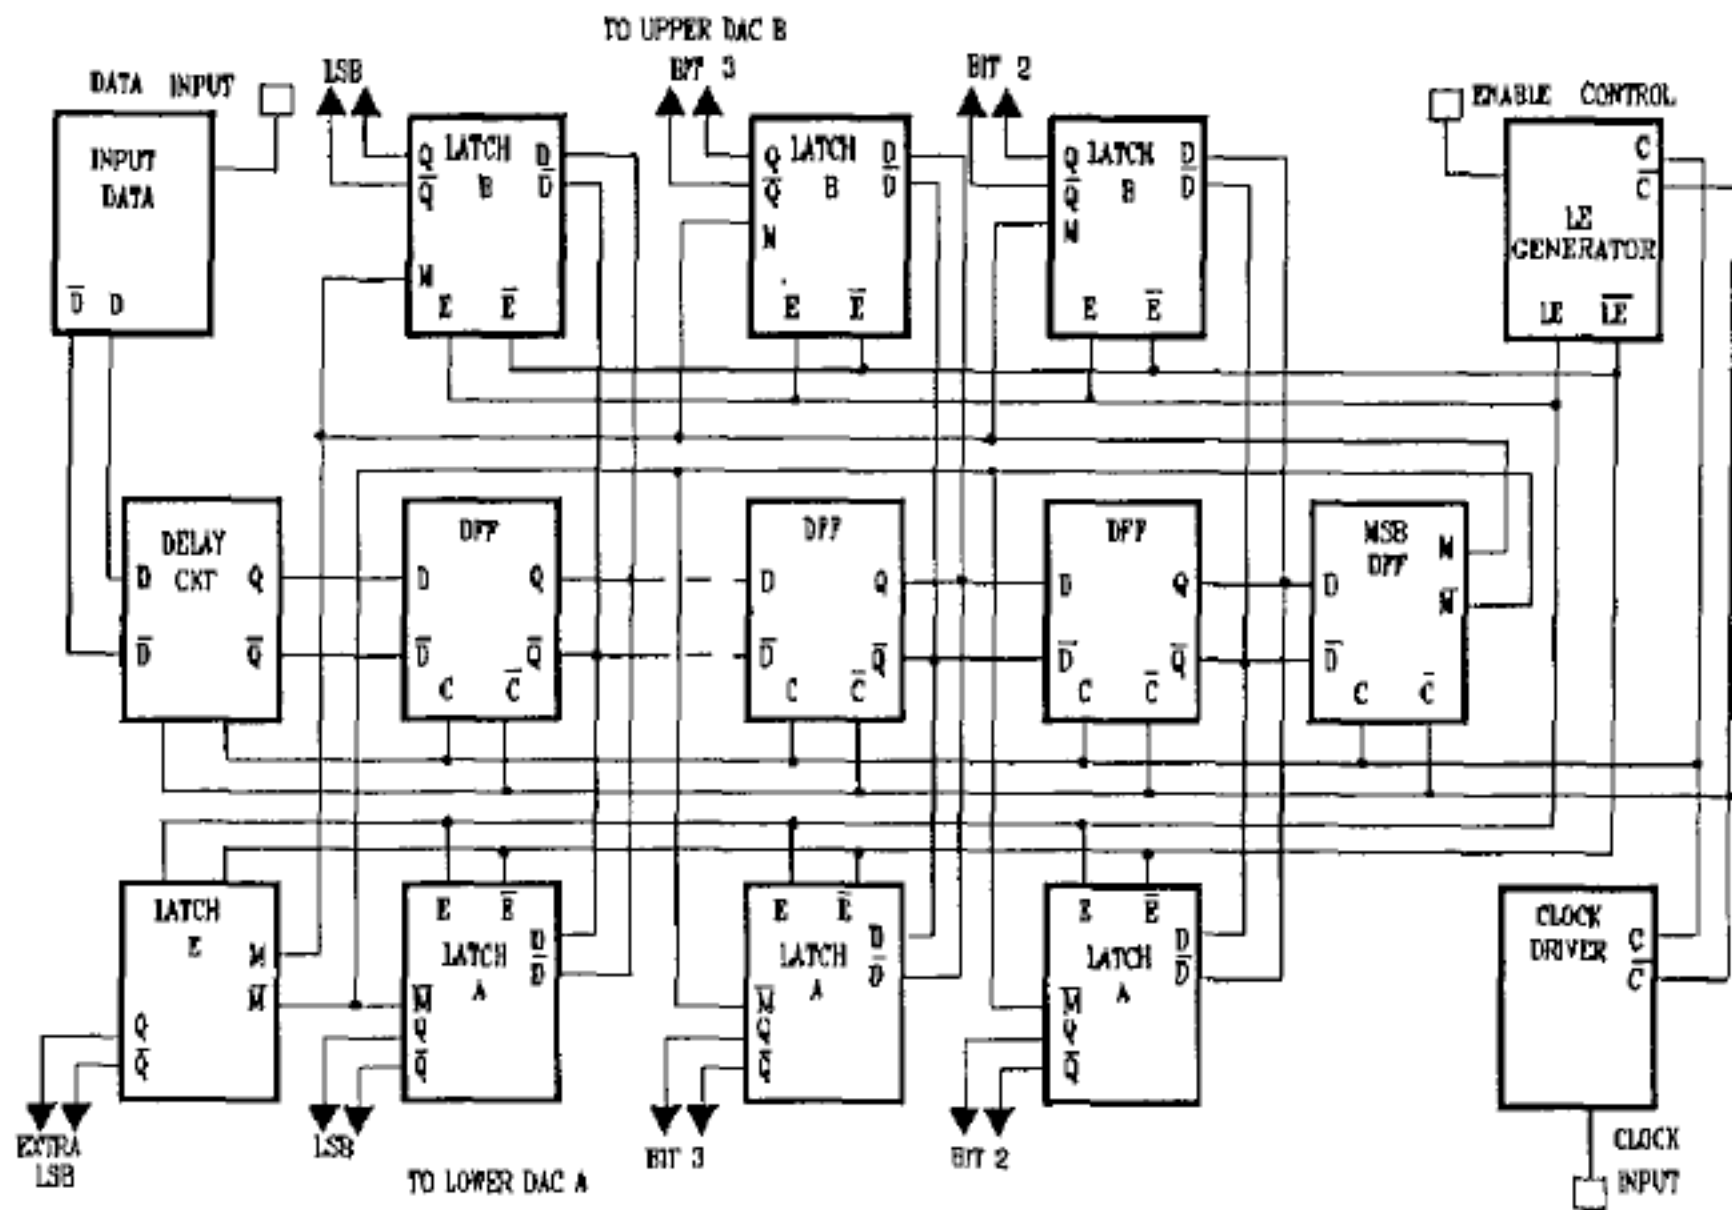 TO UPPER DAC B
DATA INPUT
LSB
BIT 3
BIT 2
ENABLE CONTROL
INPUT
DATA
D̅ D
Q LATCH D
Q̅ B D̅
M
E E̅
Q LATCH D
Q̅ B D̅
M
E E̅
Q LATCH D
Q̅ B D̅
M
E E̅
C
C̅
LE
GENERATOR
LE L̅E̅
DELAY
CKT
D Q
D̅ Q̅
DFF
D Q
D̅ Q̅
C C̅
DFF
D Q
D̅ Q̅
C C̅
DFF
D Q
D̅ Q̅
C C̅
MSB
DFF
M
M̅
D
D̅
C C̅
LATCH
E
M
M̅
Q
Q̅
E E̅
D
LATCH D̅
A
M̅
Q
Q̅
E E̅
D
LATCH D̅
A
M̅
Q
Q̅
E E̅
D
LATCH D̅
A
M̅
Q
Q̅
CLOCK
DRIVER
C
C̅
EXTRA
LSB
LSB
BIT 3
BIT 2
TO LOWER DAC A
CLOCK
INPUT